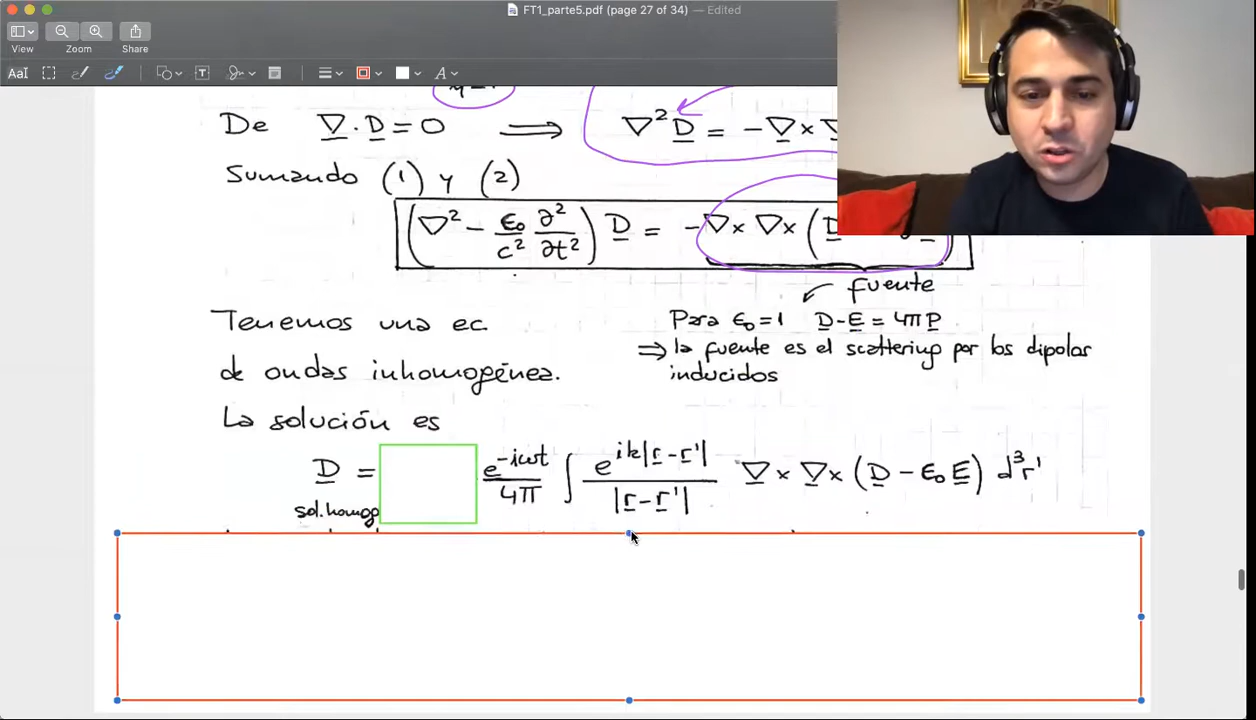 FT1_parte5.pdf (page 27 of 34) — Edited
View Zoom Share
AaI T A
De ∇·D = 0 ⟹ ∇²D = -∇×
Sumando (1) y (2)
(∇² - ε₀/c² ∂²/∂t²) D = -∇× ∇× (D
fuente
Tenemos una ec.
de ondas inhomogénea.
Para ε₀=1 D-E = 4πP
⟹ la fuente es el scattering por los dipolos
inducidos
La solución es
D = e^{-iωt}/4π ∫ e^{ik|r-r'|}/|r-r'| ∇×∇×(D-ε₀E) d³r'
sol. homog